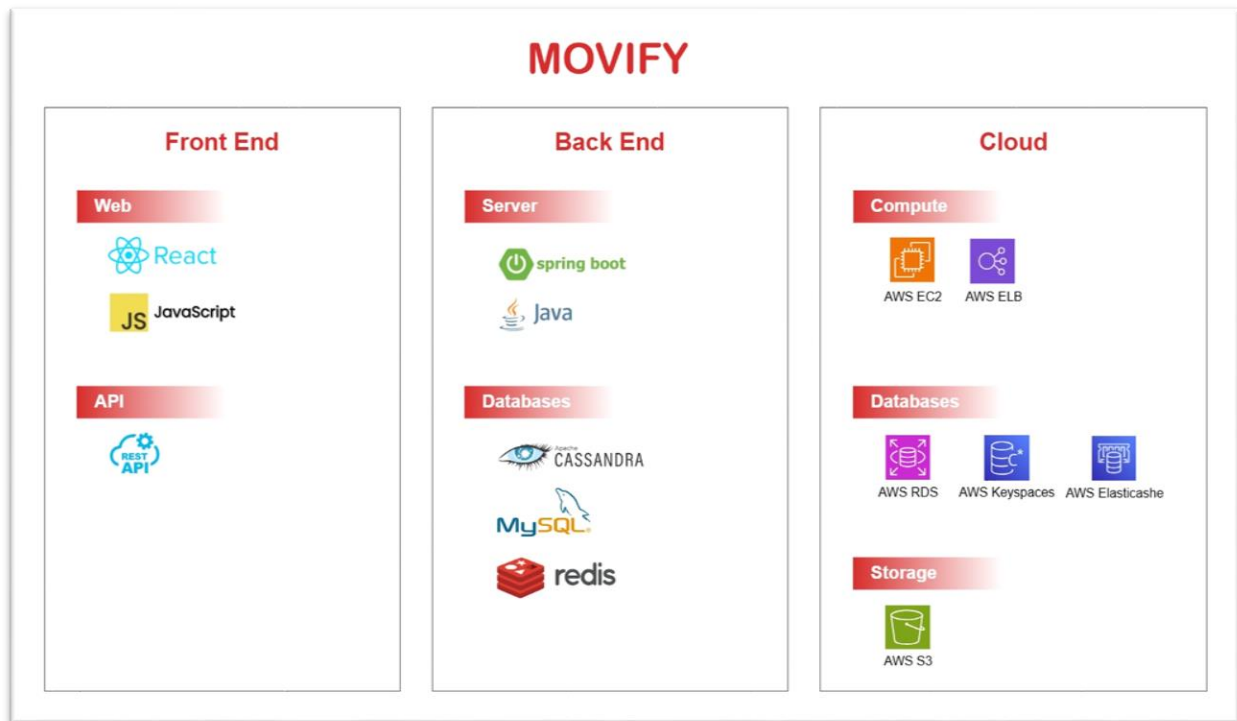 MOVIFY
Front End
Web
React
JS JavaScript
API
REST
API
Back End
Server
spring boot
Java
Databases
Apache
CASSANDRA
MySQL
redis
Cloud
Compute
AWS EC2
AWS ELB
Databases
AWS RDS
AWS Keyspaces
AWS Elasticashe
Storage
AWS S3